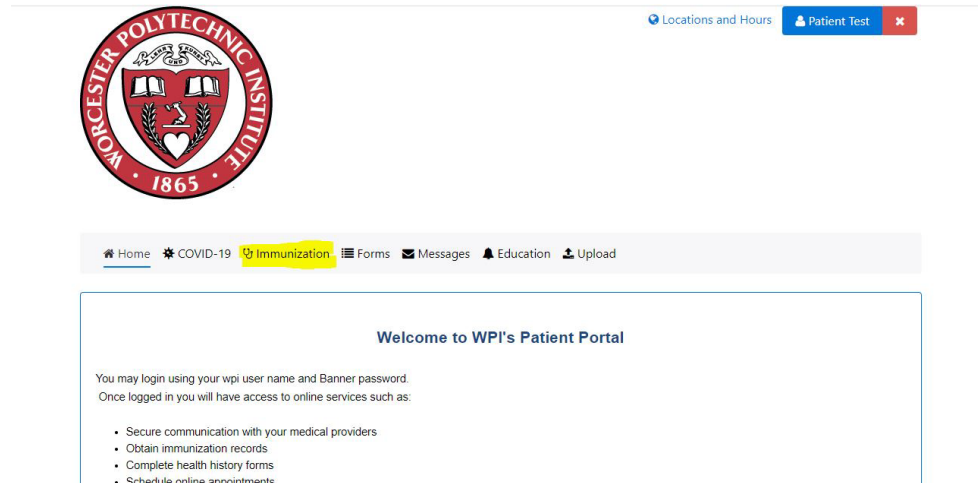 WORCESTER POLYTECHNIC INSTITUTE
1865
Locations and Hours
Patient Test
Home COVID-19 Immunization Forms Messages Education Upload
Welcome to WPI's Patient Portal
You may login using your wpi user name and Banner password.
Once logged in you will have access to online services such as:
• Secure communication with your medical providers
• Obtain immunization records
• Complete health history forms
• Schedule online appointments